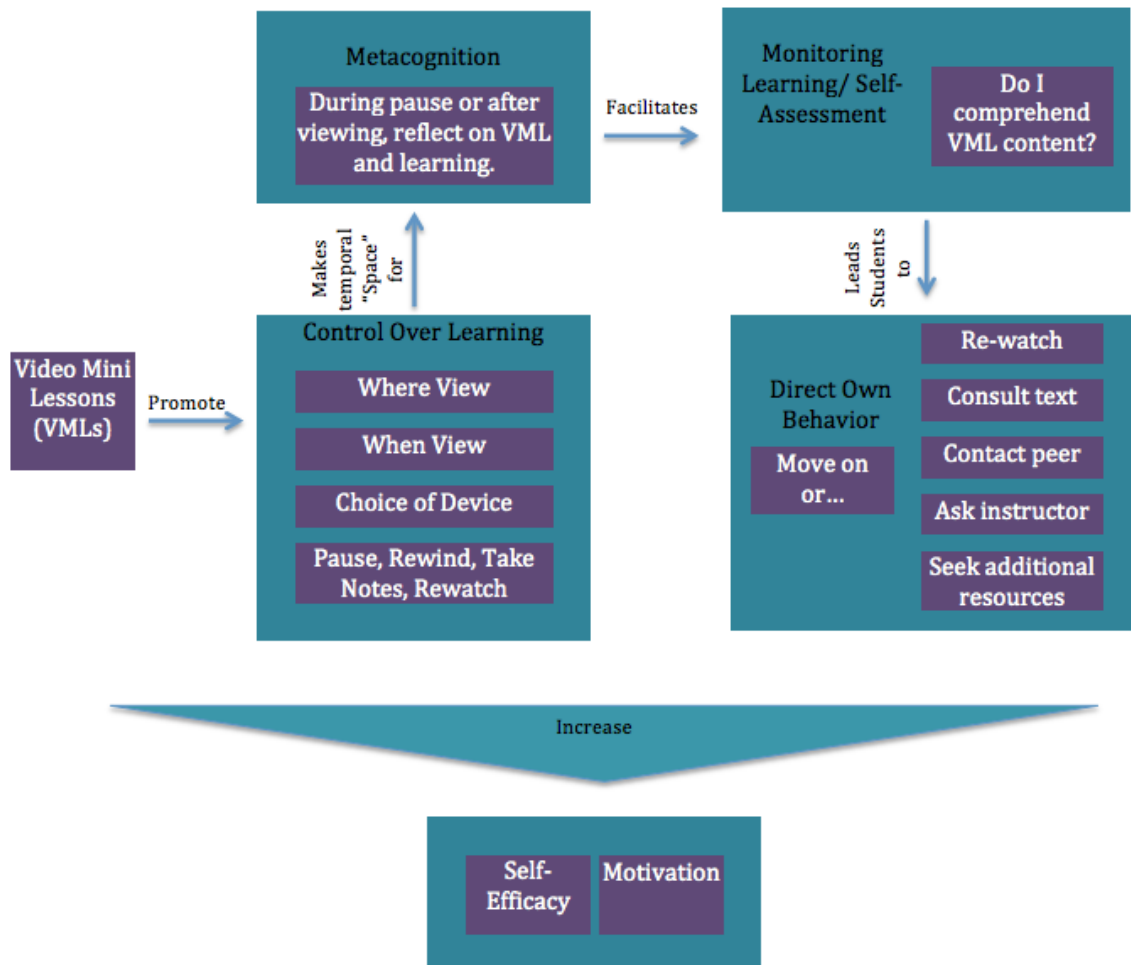 Metacognition
During pause or after
viewing, reflect on VML
and learning.
Facilitates
Monitoring
Learning/ Self-
Assessment
Do I
comprehend
VML content?
Makes
temporal
"Space"
for
Leads
Students
to
Video Mini
Lessons
(VMLs)
Promote
Control Over Learning
Where View
When View
Choice of Device
Pause, Rewind, Take
Notes, Rewatch
Direct Own
Behavior
Move on
or...
Re-watch
Consult text
Contact peer
Ask instructor
Seek additional
resources
Increase
Self-
Efficacy
Motivation